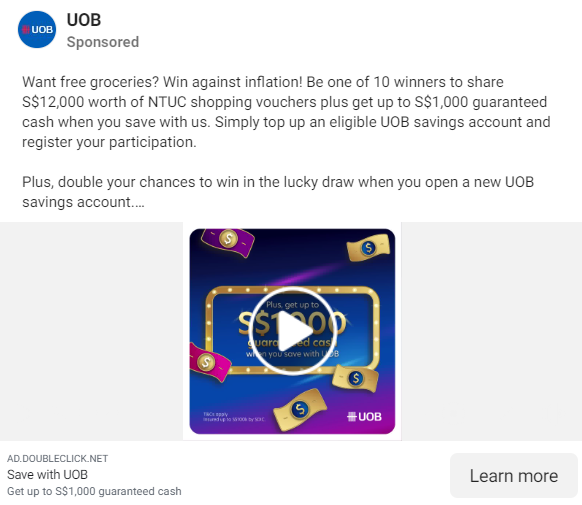 UOB
UOB
Sponsored
Want free groceries? Win against inflation! Be one of 10 winners to share
S$12,000 worth of NTUC shopping vouchers plus get up to S$1,000 guaranteed
cash when you save with us. Simply top up an eligible UOB savings account and
register your participation.
Plus, double your chances to win in the lucky draw when you open a new UOB
savings account....
Plus, get up to
S$1,000
guaranteed cash
when you save with UOB
T&Cs apply
Insured up to S$100k by SDIC
UOB
AD.DOUBLECLICK.NET
Save with UOB
Get up to S$1,000 guaranteed cash
Learn more